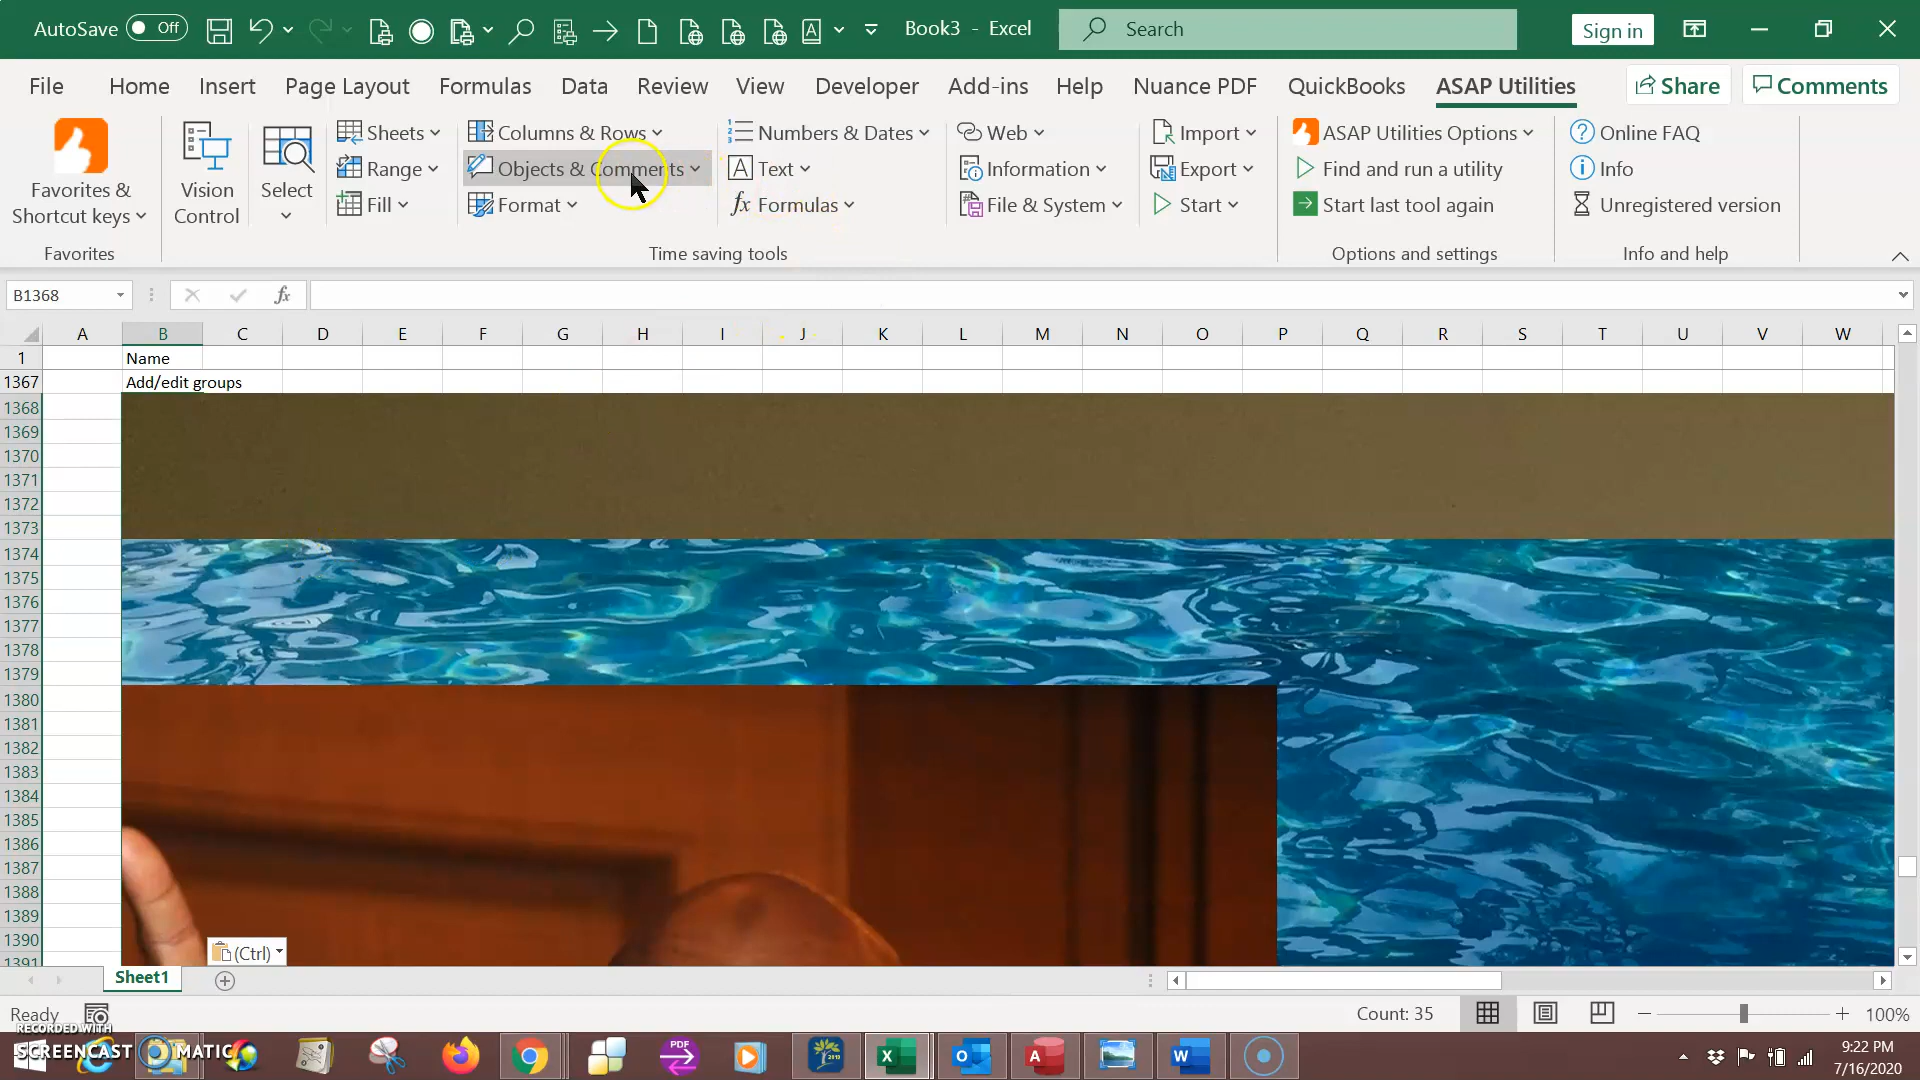 AutoSave Off Book3 - Excel Search Sign in
File Home Insert Page Layout Formulas Data Review View Developer Add-ins Help Nuance PDF QuickBooks ASAP Utilities Share Comments
Favorites & Shortcut keys
Vision Control
Select
Sheets
Range
Fill
Columns & Rows
Objects & Comments
Format
Numbers & Dates
Text
Formulas
Web
Information
File & System
Import
Export
Start
ASAP Utilities Options
Find and run a utility
Start last tool again
Online FAQ
Info
Unregistered version
Favorites Time saving tools Options and settings Info and help
B1368 fx
A B C D E F G H I J K L M N O P Q R S T U V W
1 Name
1367 Add/edit groups
1368
1369
1370
1371
1372
1373
1374
1375
1376
1377
1378
1379
1380
1381
1382
1383
1384
1385
1386
1387
1388
1389
1390
1391
(Ctrl)
Sheet1
Ready Count: 35 100%
RECORDED WITH
SCREENCAST MATIC
PDF
2019
9:22 PM
7/16/2020